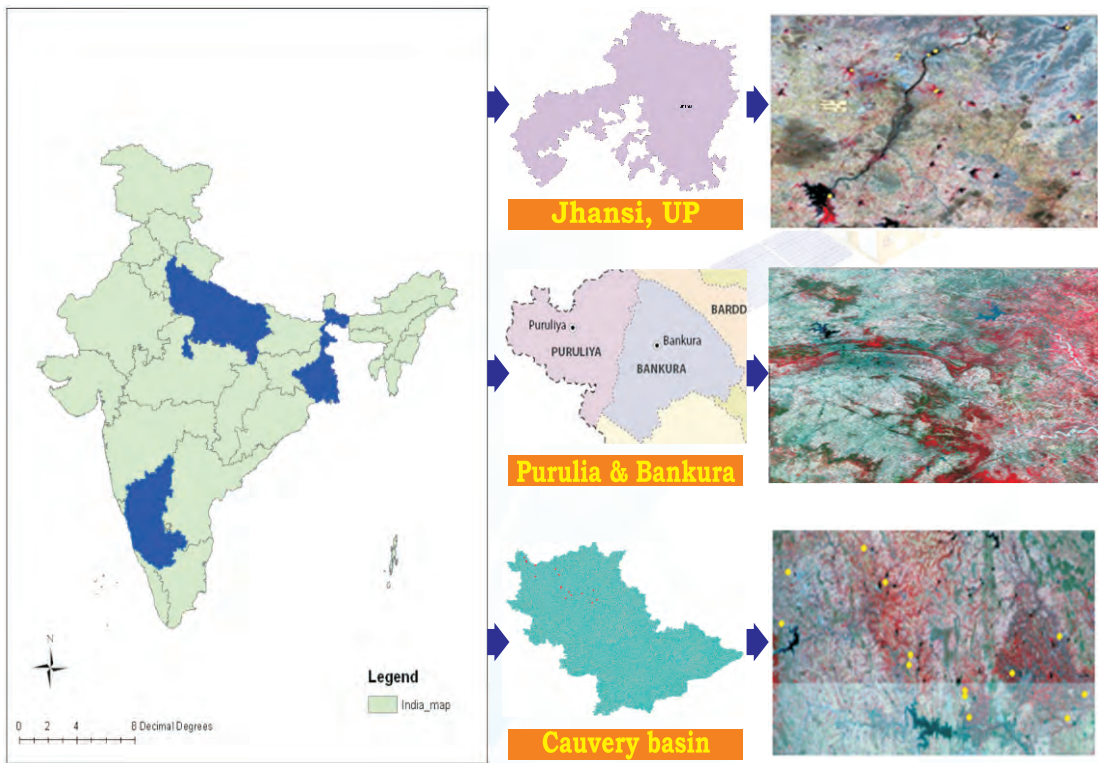 Jhansi, UP
Puruliya
PURULIYA
Bankura
BANKURA
BARDD
Purulia & Bankura
N
Legend
India_map
0 2 4 8 Decimal Degrees
Cauvery basin